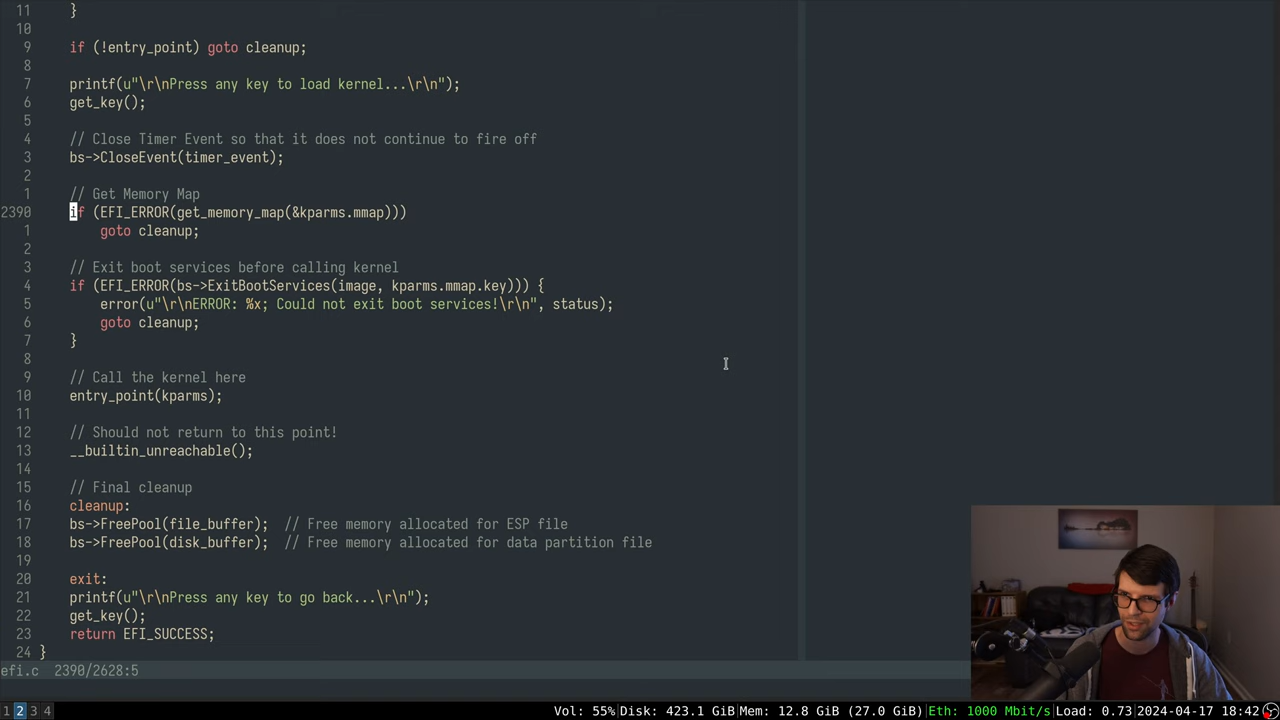 11 }
10
9 if (!entry_point) goto cleanup;
8
7 printf(u"\r\nPress any key to load kernel...\r\n");
6 get_key();
5
4 // Close Timer Event so that it does not continue to fire off
3 bs->CloseEvent(timer_event);
2
1 // Get Memory Map
2390 if (EFI_ERROR(get_memory_map(&kparms.mmap)))
1 goto cleanup;
2
3 // Exit boot services before calling kernel
4 if (EFI_ERROR(bs->ExitBootServices(image, kparms.mmap.key))) {
5 error(u"\r\nERROR: %x; Could not exit boot services!\r\n", status);
6 goto cleanup;
7 }
8
9 // Call the kernel here
10 entry_point(kparms);
11
12 // Should not return to this point!
13 __builtin_unreachable();
14
15 // Final cleanup
16 cleanup:
17 bs->FreePool(file_buffer); // Free memory allocated for ESP file
18 bs->FreePool(disk_buffer); // Free memory allocated for data partition file
19
20 exit:
21 printf(u"\r\nPress any key to go back...\r\n");
22 get_key();
23 return EFI_SUCCESS;
24 }
efi.c 2390/2628:5
1 2 3 4 Vol: 55%|Disk: 423.1 GiB|Mem: 12.8 GiB (27.0 GiB)|Eth: 1000 Mbit/s|Load: 0.73|2024-04-17 18:42